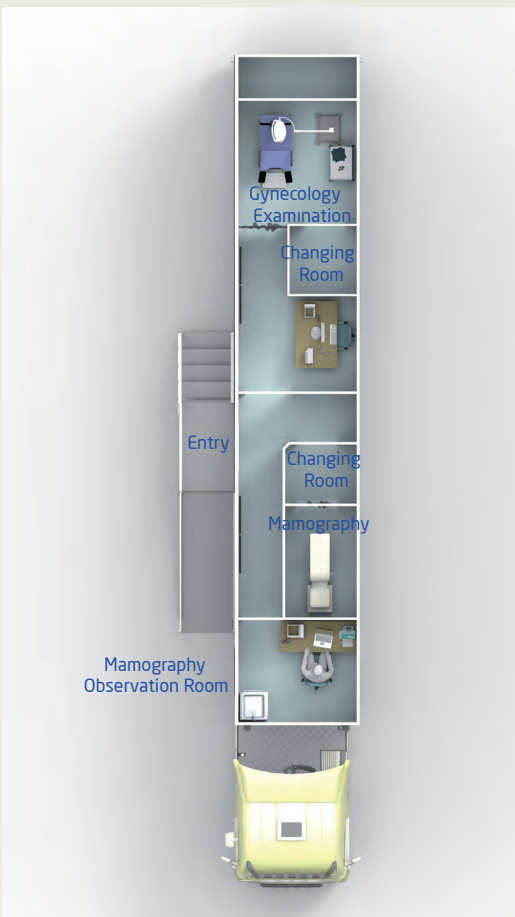 Gynecology
Examination
Changing
Room
Entry
Changing
Room
Mamography
Mamography
Observation Room